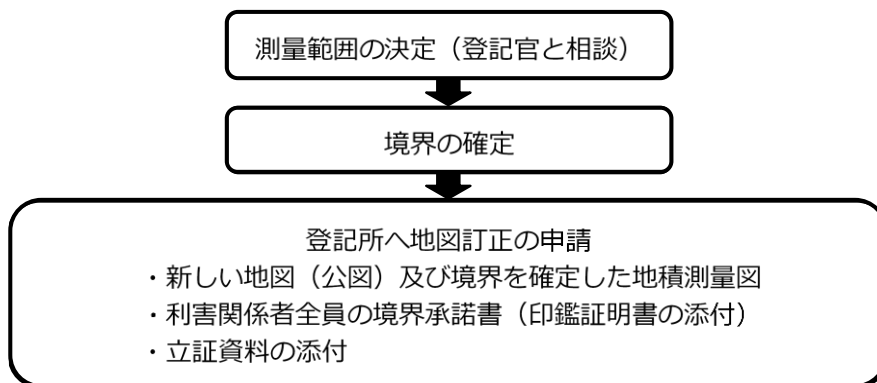 測量範囲の決定（登記官と相談）
境界の確定
登記所へ地図訂正の申請
・新しい地図（公図）及び境界を確定した地積測量図
・利害関係者全員の境界承諾書（印鑑証明書の添付）
・立証資料の添付